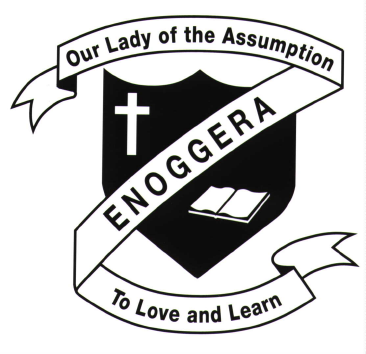 Our Lady of the Assumption
ENOGGERA
To Love and Learn